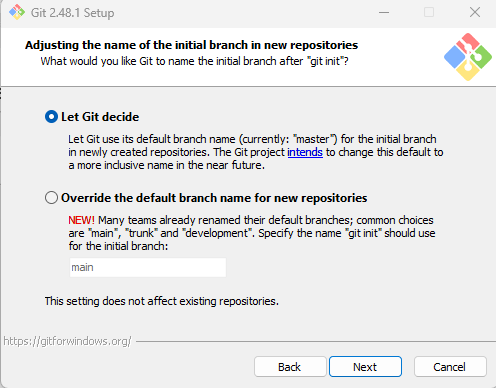 Git 2.48.1 Setup
Adjusting the name of the initial branch in new repositories
What would you like Git to name the initial branch after "git init"?
Let Git decide
Let Git use its default branch name (currently: "master") for the initial branch
in newly created repositories. The Git project intends to change this default to
a more inclusive name in the near future.
Override the default branch name for new repositories
NEW! Many teams already renamed their default branches; common choices
are "main", "trunk" and "development". Specify the name "git init" should use
for the initial branch:
main
This setting does not affect existing repositories.
https://gitforwindows.org/
Back Next Cancel